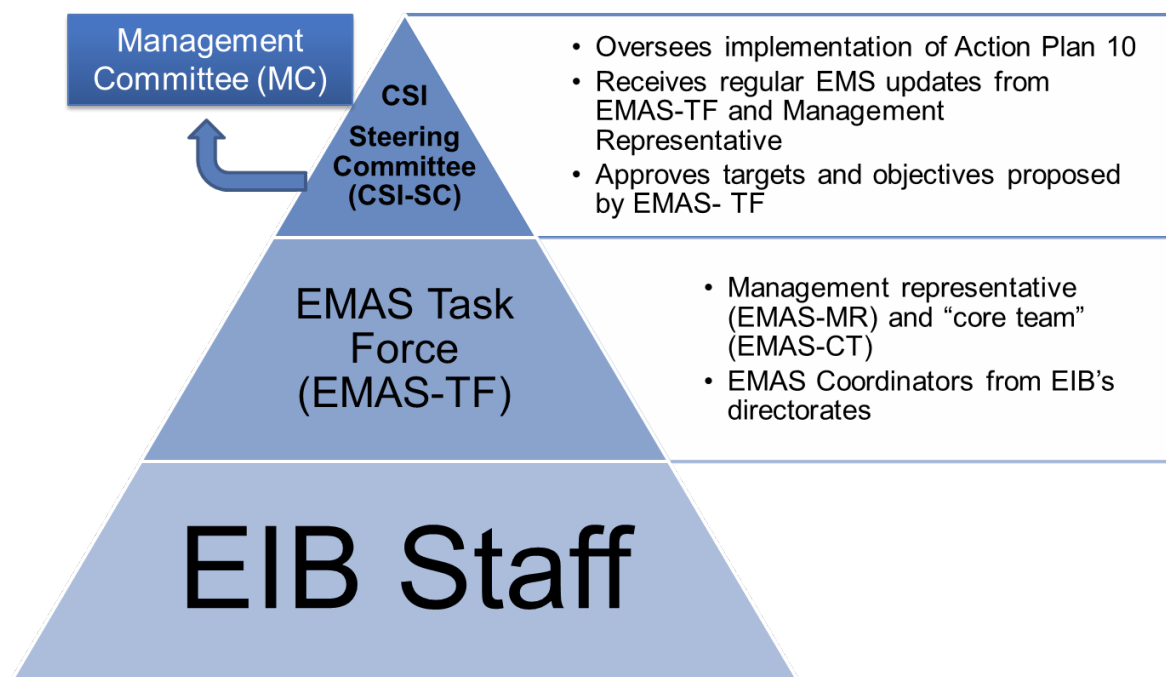 Management
Committee (MC)
CSI
Steering
Committee
(CSI-SC)
• Oversees implementation of Action Plan 10
• Receives regular EMS updates from
EMAS-TF and Management
Representative
• Approves targets and objectives proposed
by EMAS- TF
EMAS Task
Force
(EMAS-TF)
• Management representative
(EMAS-MR) and “core team”
(EMAS-CT)
• EMAS Coordinators from EIB’s
directorates
EIB Staff